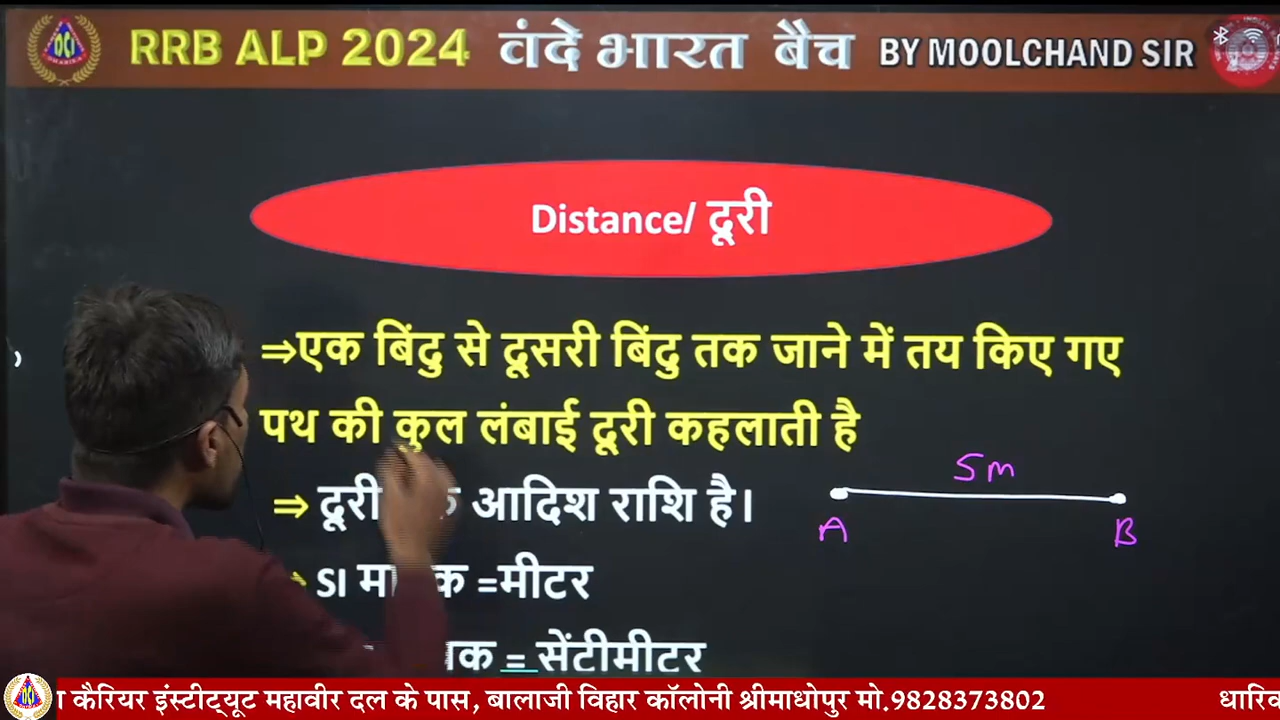 RRB ALP 2024 वंदे भारत बैच BY MOOLCHAND SIR
DCI
Distance/ दूरी
⇒एक बिंदु से दूसरी बिंदु तक जाने में तय किए गए
पथ की कुल लंबाई दूरी कहलाती है
⇒ दूरी आदिश राशि है।
5m
A B
SI =मीटर
= सेंटीमीटर
कैरियर इंस्टीट्यूट महावीर दल के पास, बालाजी विहार कॉलोनी श्रीमाधोपुर मो.9828373802